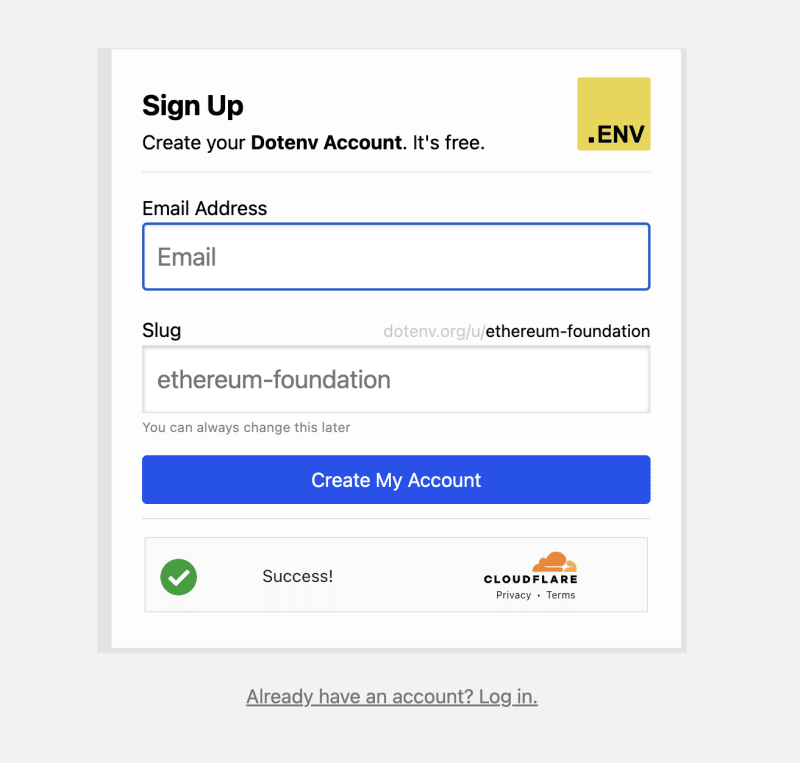 Sign Up
Create your Dotenv Account. It's free.
.ENV
Email Address
Email
Slug dotenv.org/u/ethereum-foundation
ethereum-foundation
You can always change this later
Create My Account
Success!
CLOUDFLARE
Privacy • Terms
Already have an account? Log in.